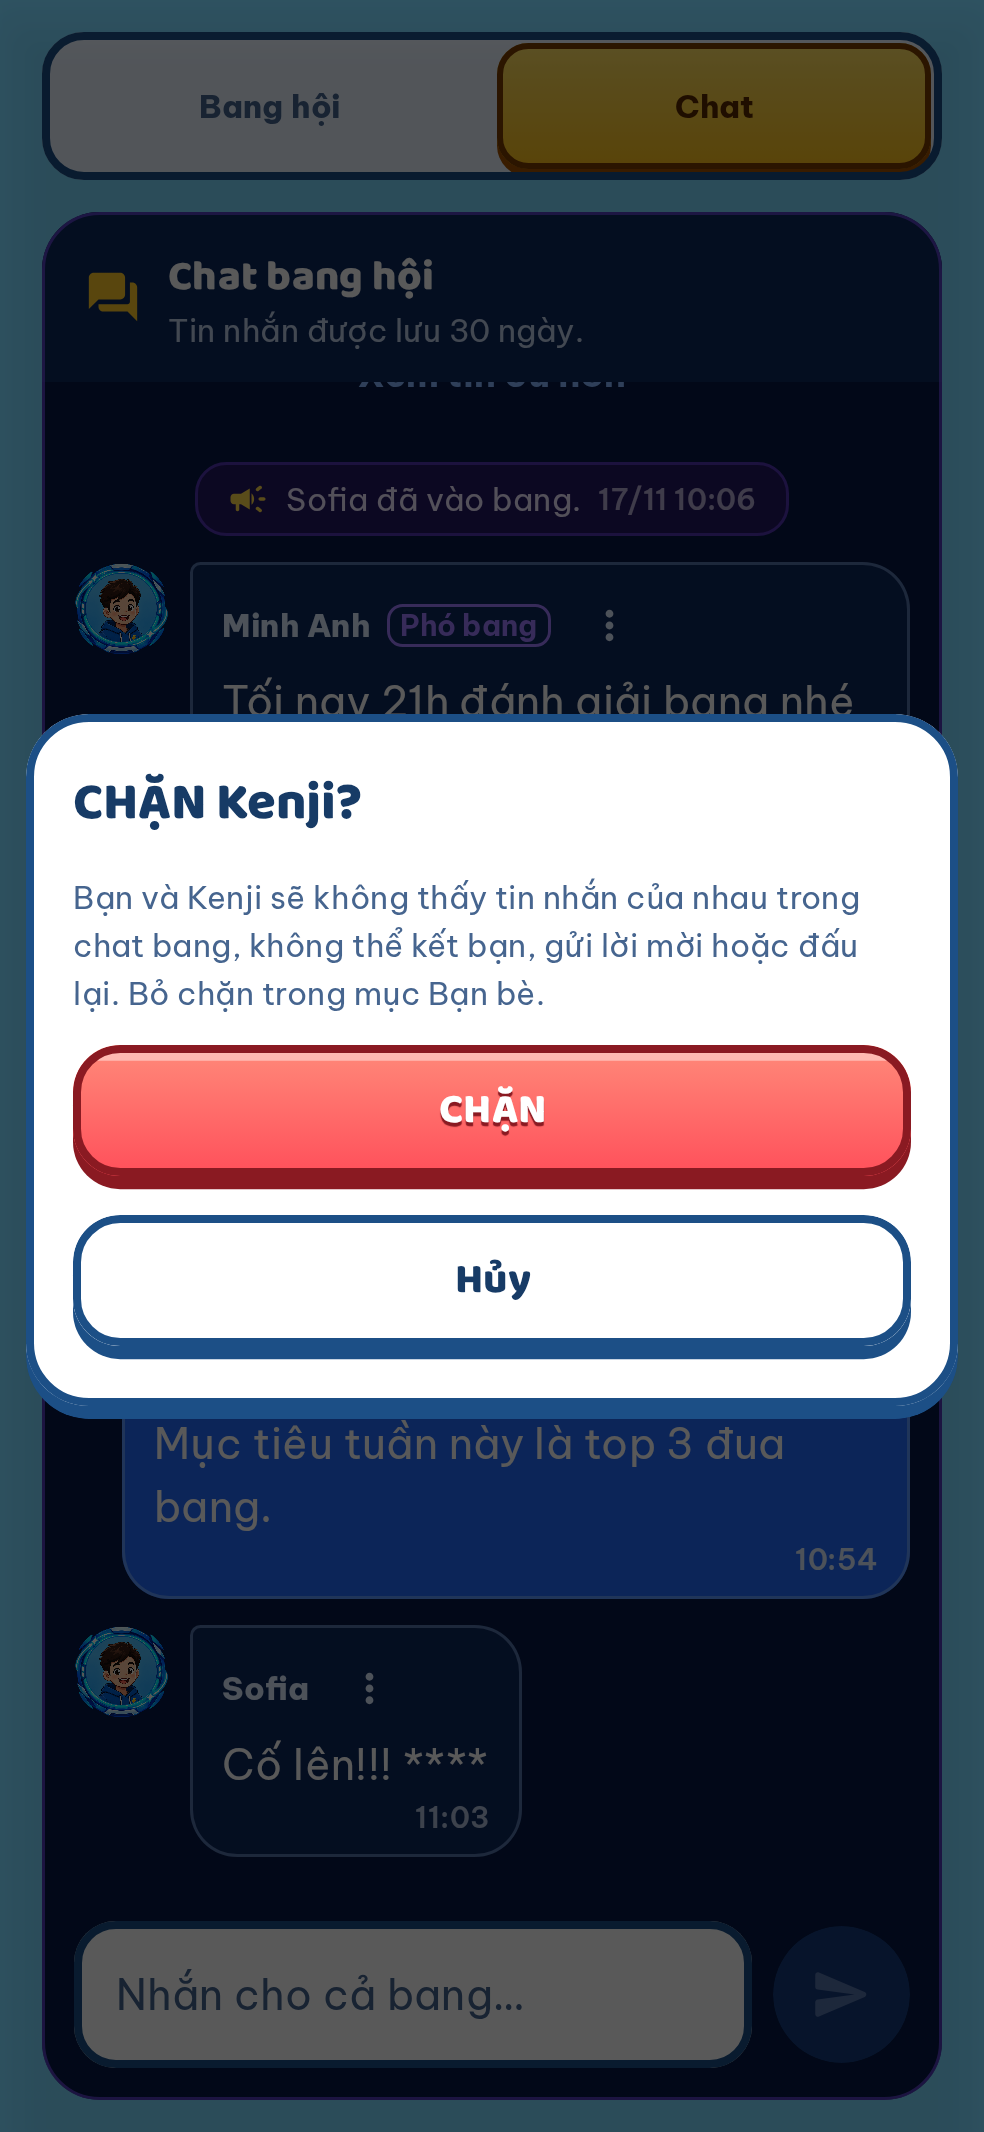 Bang hội
Chat
Chat bang hội
Tin nhắn được lưu 30 ngày.
Sofia đã vào bang. 17/11 10:06
Minh Anh Phó bang
Tối nay 21h đánh giải bang nhé
CHẶN Kenji?
Bạn và Kenji sẽ không thấy tin nhắn của nhau trong
chat bang, không thể kết bạn, gửi lời mời hoặc đấu
lại. Bỏ chặn trong mục Bạn bè.
CHẶN
Hủy
Mục tiêu tuần này là top 3 đua
bang.
10:54
Sofia
Cố lên!!! ****
11:03
Nhắn cho cả bang...